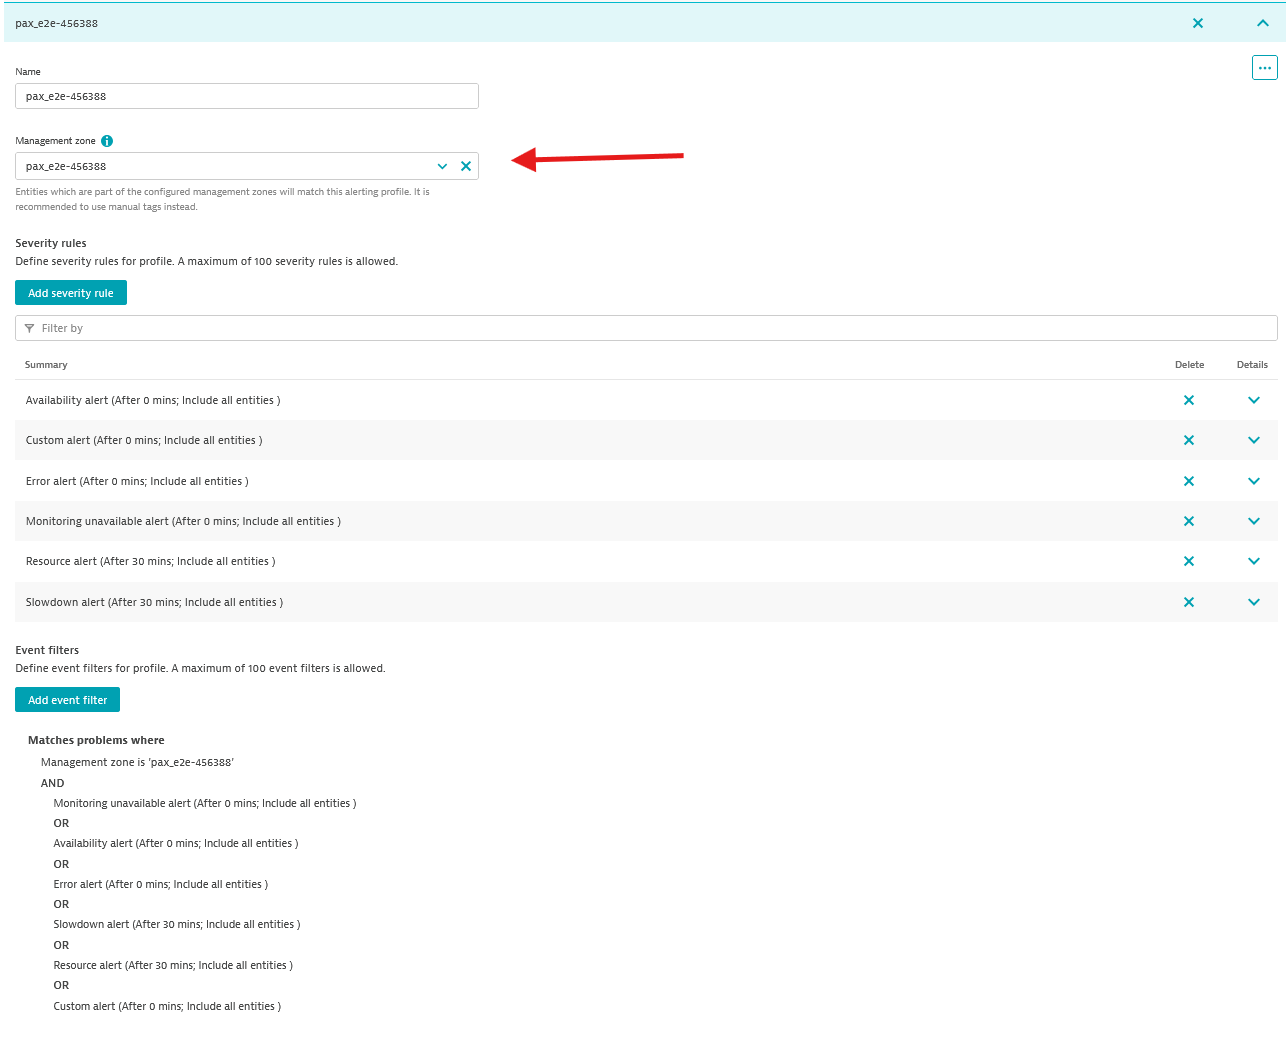 pax_e2e-456388
Name
pax_e2e-456388
Management zone
pax_e2e-456388
Entities which are part of the configured management zones will match this alerting profile. It is
recommended to use manual tags instead.
Severity rules
Define severity rules for profile. A maximum of 100 severity rules is allowed.
Add severity rule
Filter by
Summary Delete Details
Availability alert (After 0 mins; Include all entities )
Custom alert (After 0 mins; Include all entities )
Error alert (After 0 mins; Include all entities )
Monitoring unavailable alert (After 0 mins; Include all entities )
Resource alert (After 30 mins; Include all entities )
Slowdown alert (After 30 mins; Include all entities )
Event filters
Define event filters for profile. A maximum of 100 event filters is allowed.
Add event filter
Matches problems where
Management zone is 'pax_e2e-456388'
AND
Monitoring unavailable alert (After 0 mins; Include all entities )
OR
Availability alert (After 0 mins; Include all entities )
OR
Error alert (After 0 mins; Include all entities )
OR
Slowdown alert (After 30 mins; Include all entities )
OR
Resource alert (After 30 mins; Include all entities )
OR
Custom alert (After 0 mins; Include all entities )